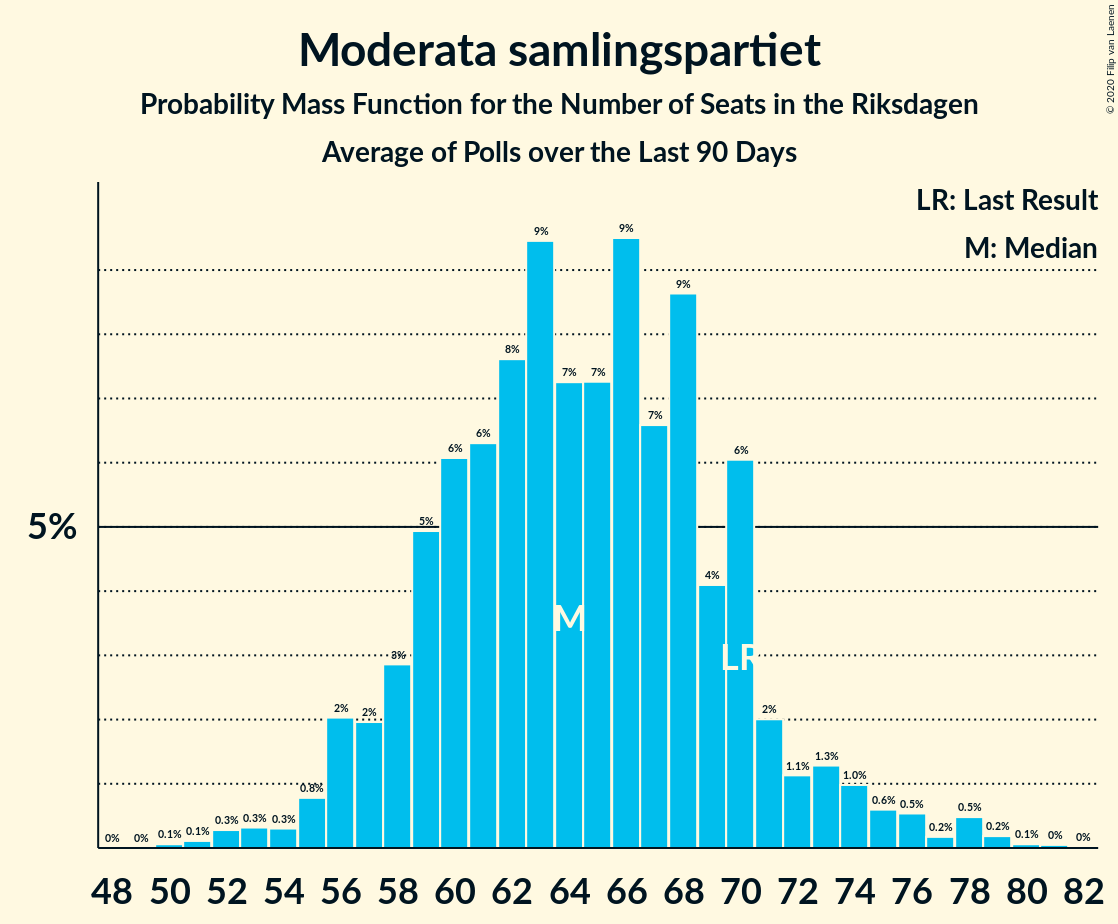 Moderata samlingspartiet
Probability Mass Function for the Number of Seats in the Riksdagen
Average of Polls over the Last 90 Days
© 2020 Filip van Laenen
LR: Last Result
M: Median
5%
0% 0% 0.1% 0.1% 0.3% 0.3% 0.3% 0.8% 2% 2% 3% 5% 6% 6% 8% 9% 7% 7% 9% 7% 9% 4% 6% 2% 1.1% 1.3% 1.0% 0.6% 0.5% 0.2% 0.5% 0.2% 0.1% 0% 0%
M
LR
48 50 52 54 56 58 60 62 64 66 68 70 72 74 76 78 80 82